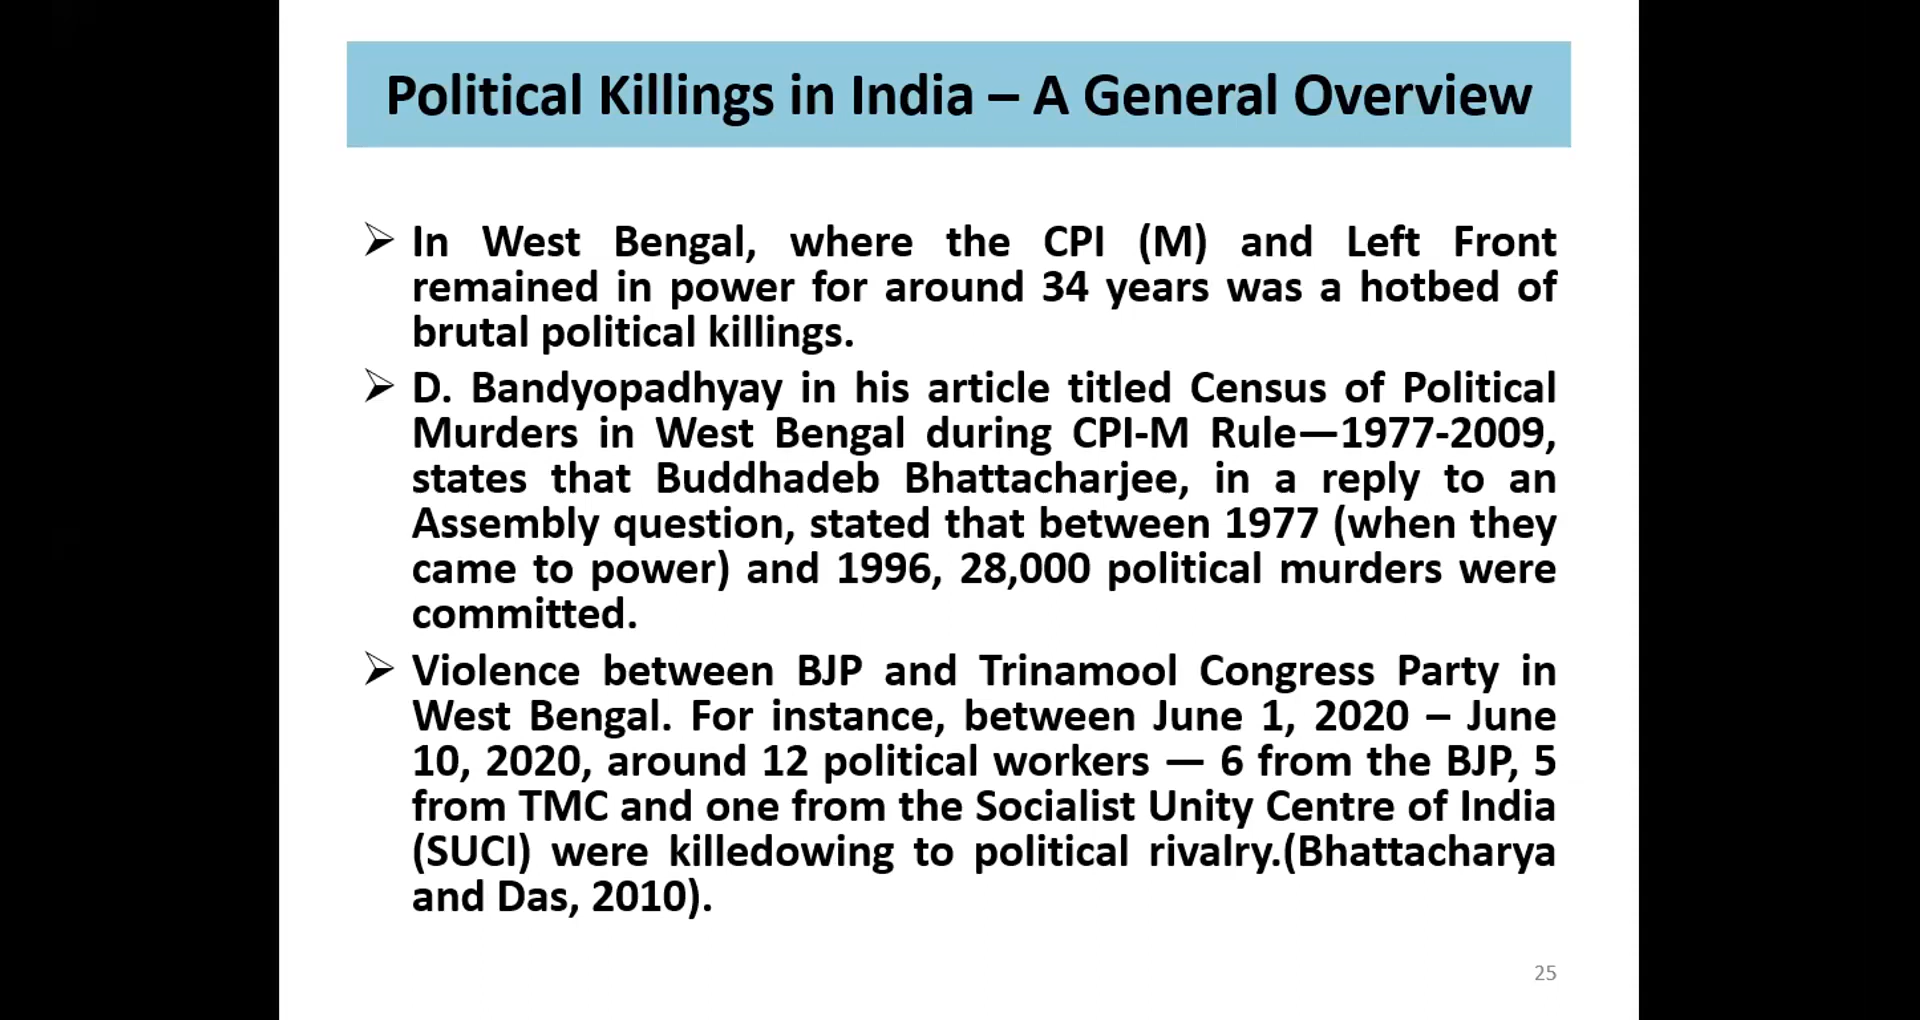 Political Killings in India – A General Overview
➢ In West Bengal, where the CPI (M) and Left Front
remained in power for around 34 years was a hotbed of
brutal political killings.
➢ D. Bandyopadhyay in his article titled Census of Political
Murders in West Bengal during CPI-M Rule—1977-2009,
states that Buddhadeb Bhattacharjee, in a reply to an
Assembly question, stated that between 1977 (when they
came to power) and 1996, 28,000 political murders were
committed.
➢ Violence between BJP and Trinamool Congress Party in
West Bengal. For instance, between June 1, 2020 – June
10, 2020, around 12 political workers — 6 from the BJP, 5
from TMC and one from the Socialist Unity Centre of India
(SUCI) were killedowing to political rivalry.(Bhattacharya
and Das, 2010).
25